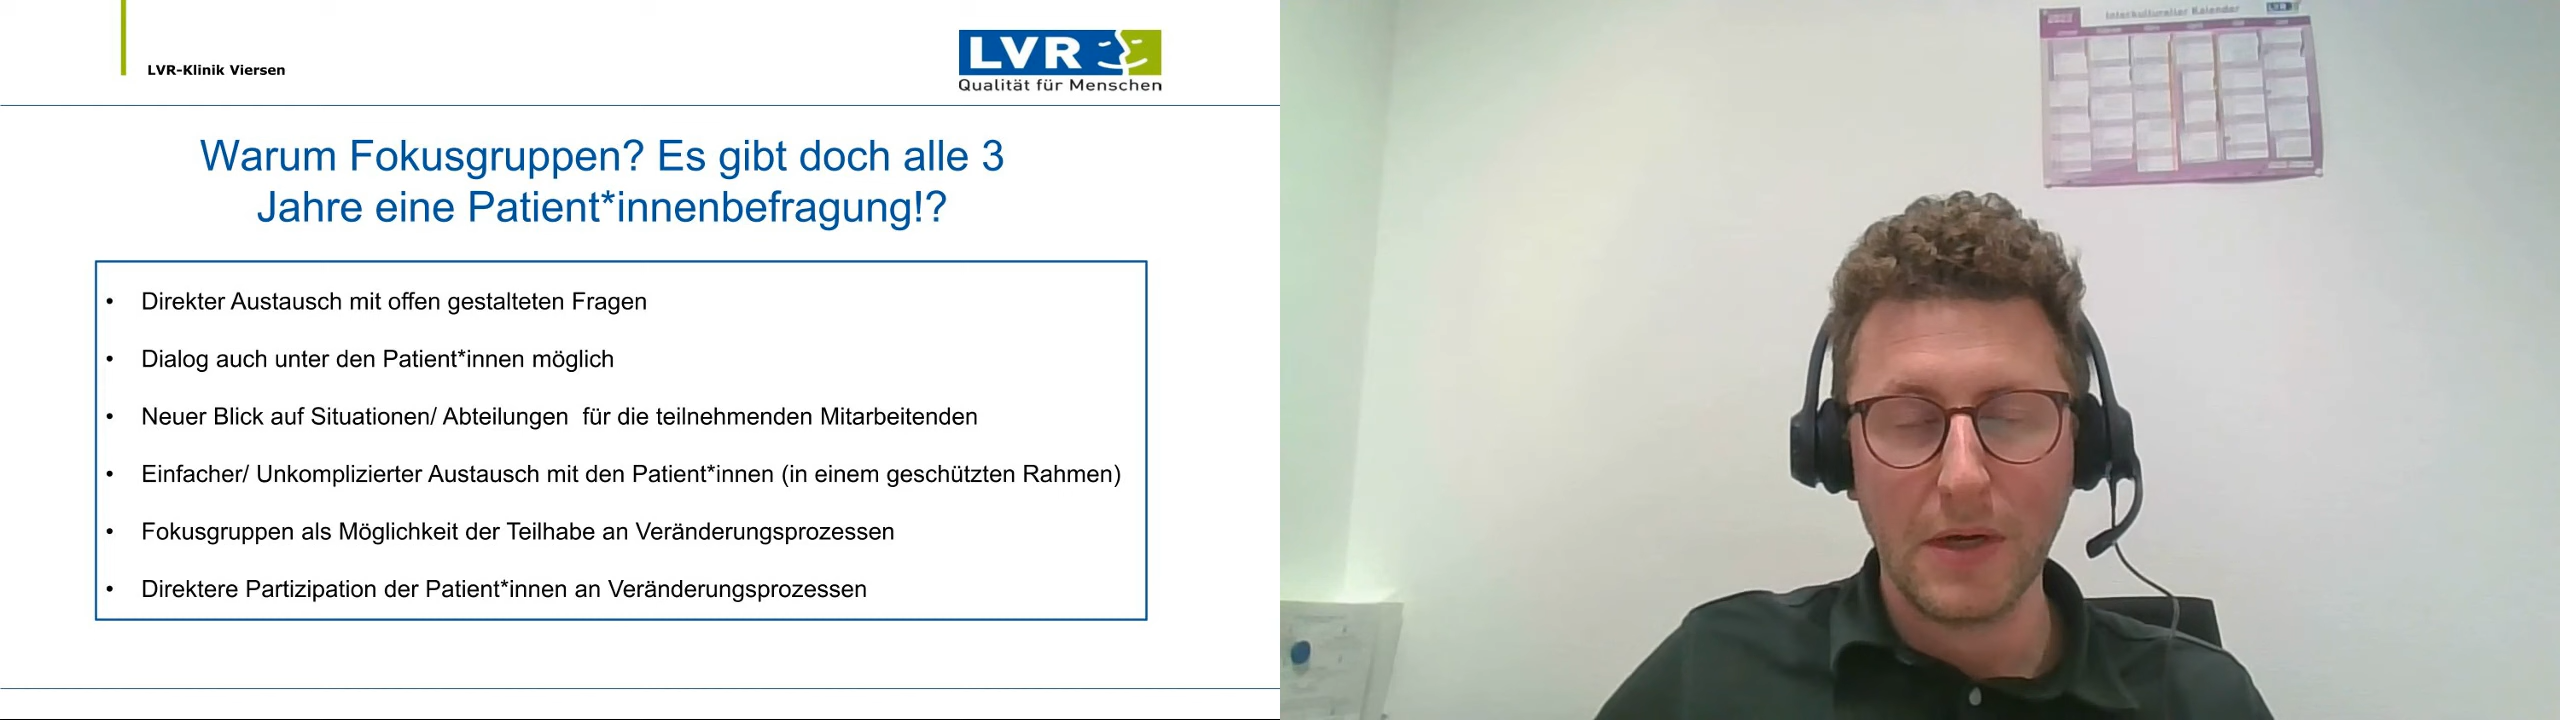 LVR-Klinik Viersen
LVR
Qualität für Menschen
Warum Fokusgruppen? Es gibt doch alle 3
Jahre eine Patient*innenbefragung!?
• Direkter Austausch mit offen gestalteten Fragen
• Dialog auch unter den Patient*innen möglich
• Neuer Blick auf Situationen/ Abteilungen  für die teilnehmenden Mitarbeitenden
• Einfacher/ Unkomplizierter Austausch mit den Patient*innen (in einem geschützten Rahmen)
• Fokusgruppen als Möglichkeit der Teilhabe an Veränderungsprozessen
• Direktere Partizipation der Patient*innen an Veränderungsprozessen
Interkultureller Kalender
LVR